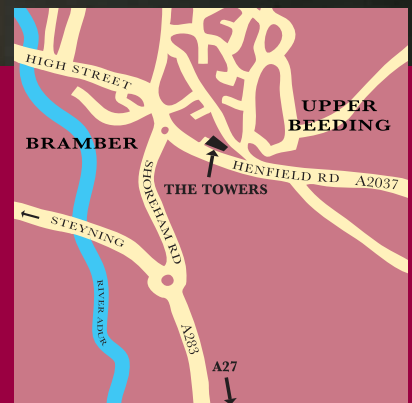 HIGH STREET
UPPER
BEEDING
BRAMBER
HENFIELD RD A2037
THE TOWERS
SHOREHAM RD
STEYNING
RIVER ADUR
A283
A27